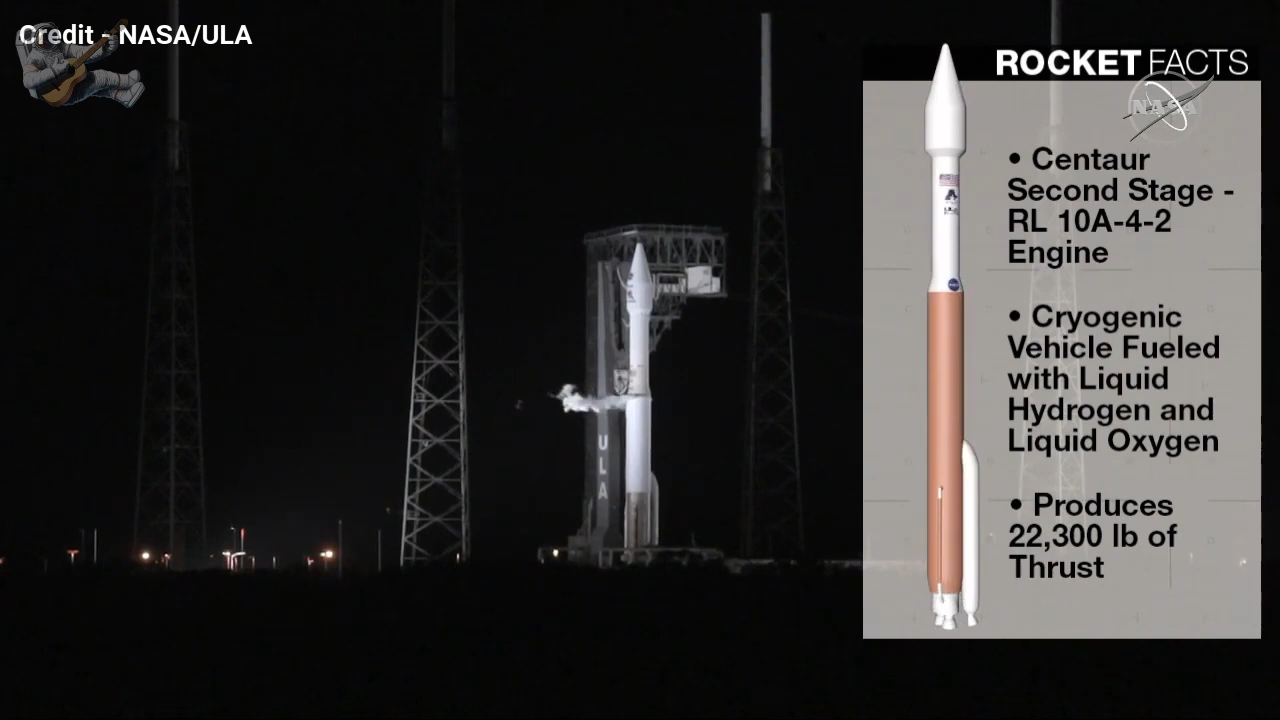 Credit - NASA/ULA
ROCKET FACTS
NASA
• Centaur
Second Stage -
RL 10A-4-2
Engine
• Cryogenic
Vehicle Fueled
with Liquid
Hydrogen and
Liquid Oxygen
• Produces
22,300 lb of
Thrust
ULA